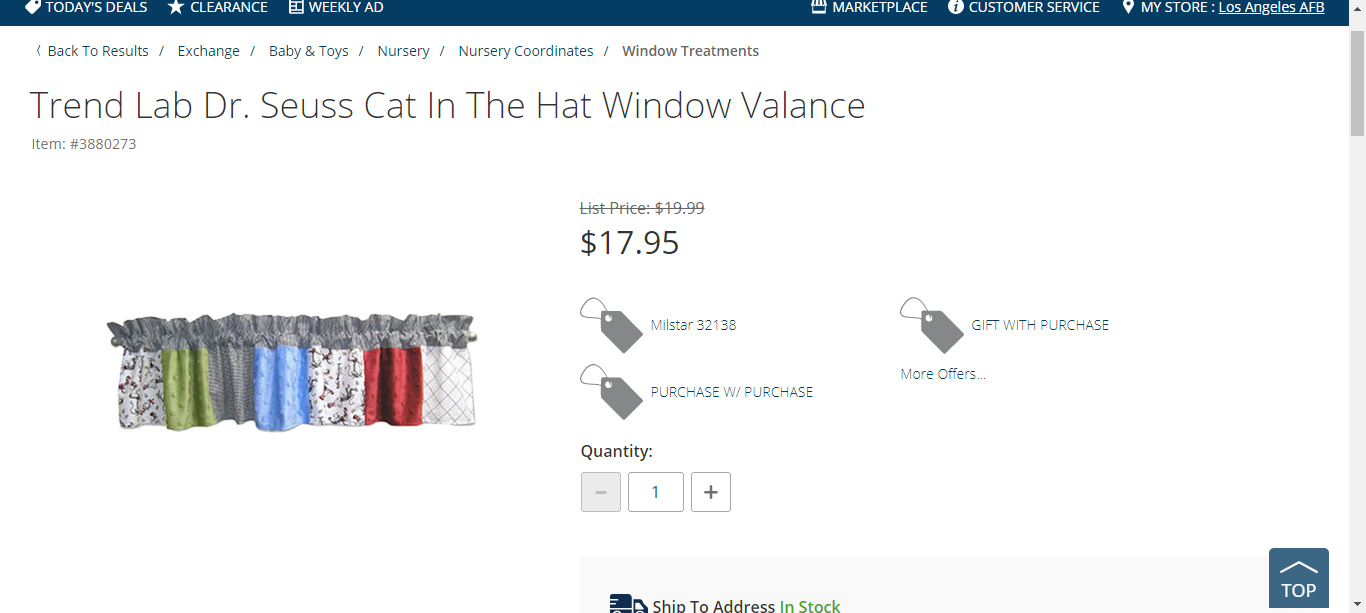 TODAY'S DEALS CLEARANCE WEEKLY AD MARKETPLACE CUSTOMER SERVICE MY STORE : Los Angeles AFB
〈 Back To Results / Exchange / Baby & Toys / Nursery / Nursery Coordinates / Window Treatments
Trend Lab Dr. Seuss Cat In The Hat Window Valance
Item: #3880273
List Price: $19.99
$17.95
Milstar 32138
GIFT WITH PURCHASE
PURCHASE W/ PURCHASE
More Offers...
Quantity:
− 1 +
Ship To Address In Stock
TOP